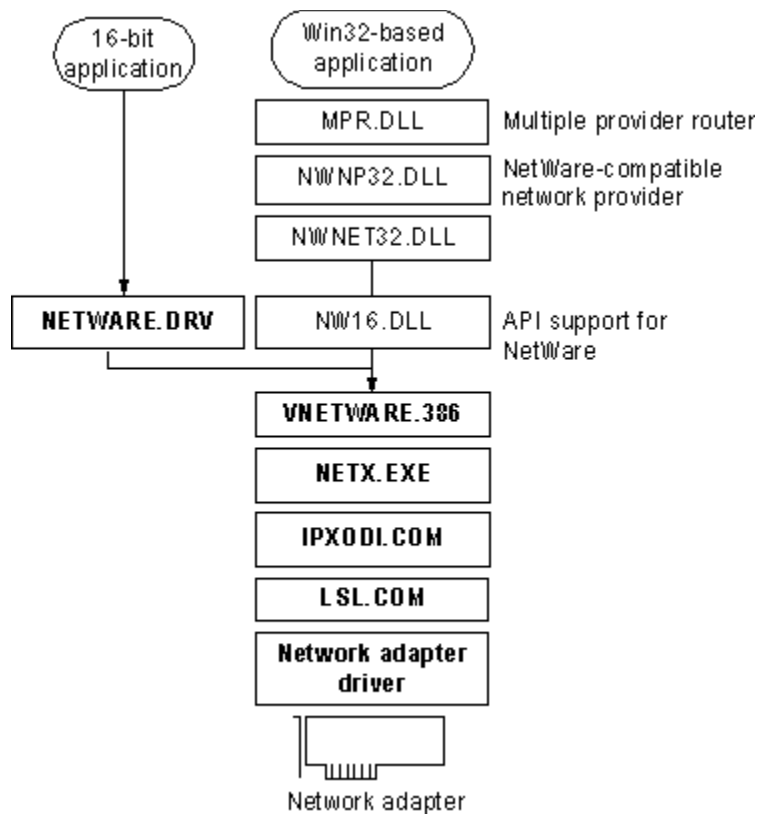 16-bit
application
Win32-based
application
MPR.DLL
Multiple provider router
NWNP32.DLL
NetWare-compatible
network provider
NWNET32.DLL
NETWARE.DRV
NW16.DLL
API support for
NetWare
VNETWARE.386
NETX.EXE
IPXODI.COM
LSL.COM
Network adapter
driver
Network adapter